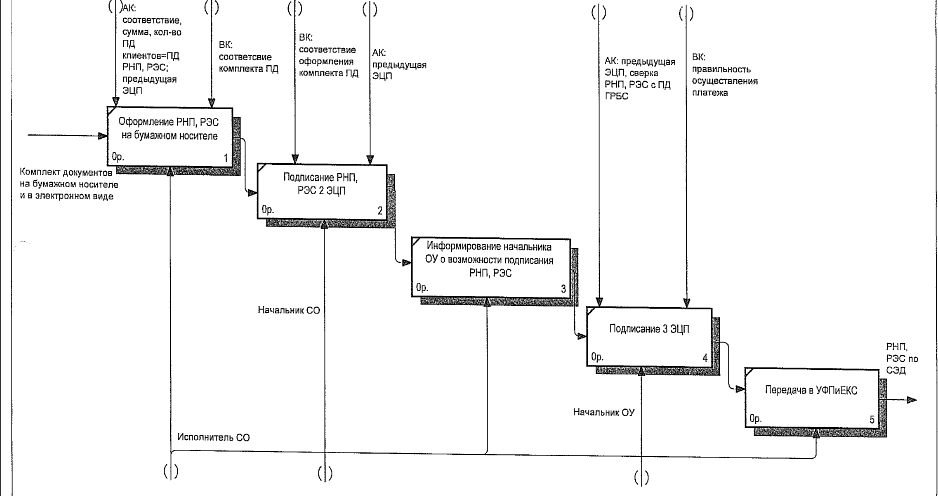 АК:
соответствие,
сумма, кол-во
ПД
клиентов=ПД
РНП, РЭС;
предыдущая
ЭЦП
ВК:
соответсвие
комплекта ПД
ВК:
соответствие
оформления
комплекта ПД
АК:
предыдущая
ЭЦП
АК: предыдущая
ЭЦП, сверка
РНП, РЭС с ПД
ГРБС
ВК:
правильность
осуществления
платежа
Оформление РНП, РЭС
на бумажном носителе
0р. 1
Комплект документов
на бумажном носителе
и в электронном виде
Подписание РНП,
РЭС 2 ЭЦП
0р. 2
Информирование начальника
ОУ о возможности подписания
РНП, РЭС
0р. 3
Начальник СО
Подписание 3 ЭЦП
0р. 4
РНП,
РЭС по
СЭД
Передача в УФПиЕКС
0р. 5
Начальник ОУ
Исполнитель СО